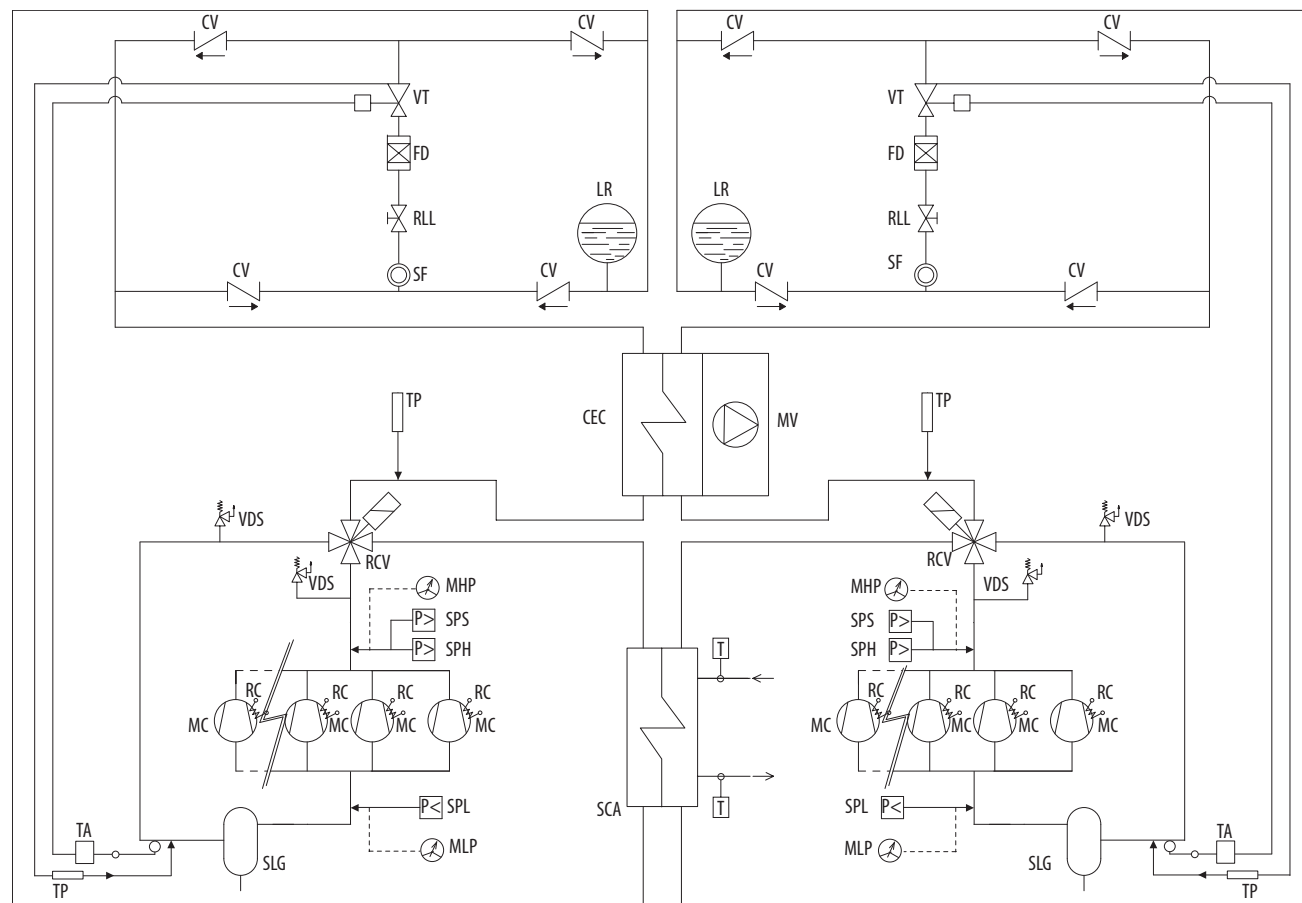 CV CV CV CV
VT VT
FD FD
LR LR
RLL RLL
CV SF CV CV SF CV
TP CEC MV TP
VDS RCV RCV VDS
VDS VDS
MHP MHP
SPS SPS
P> P>
SPH SPH
P> P>
T
RC RC RC RC RC RC RC RC
MC MC MC MC MC MC MC MC
T
P< SPL SCA SPL P<
TA MLP MLP TA
SLG SLG
TP TP